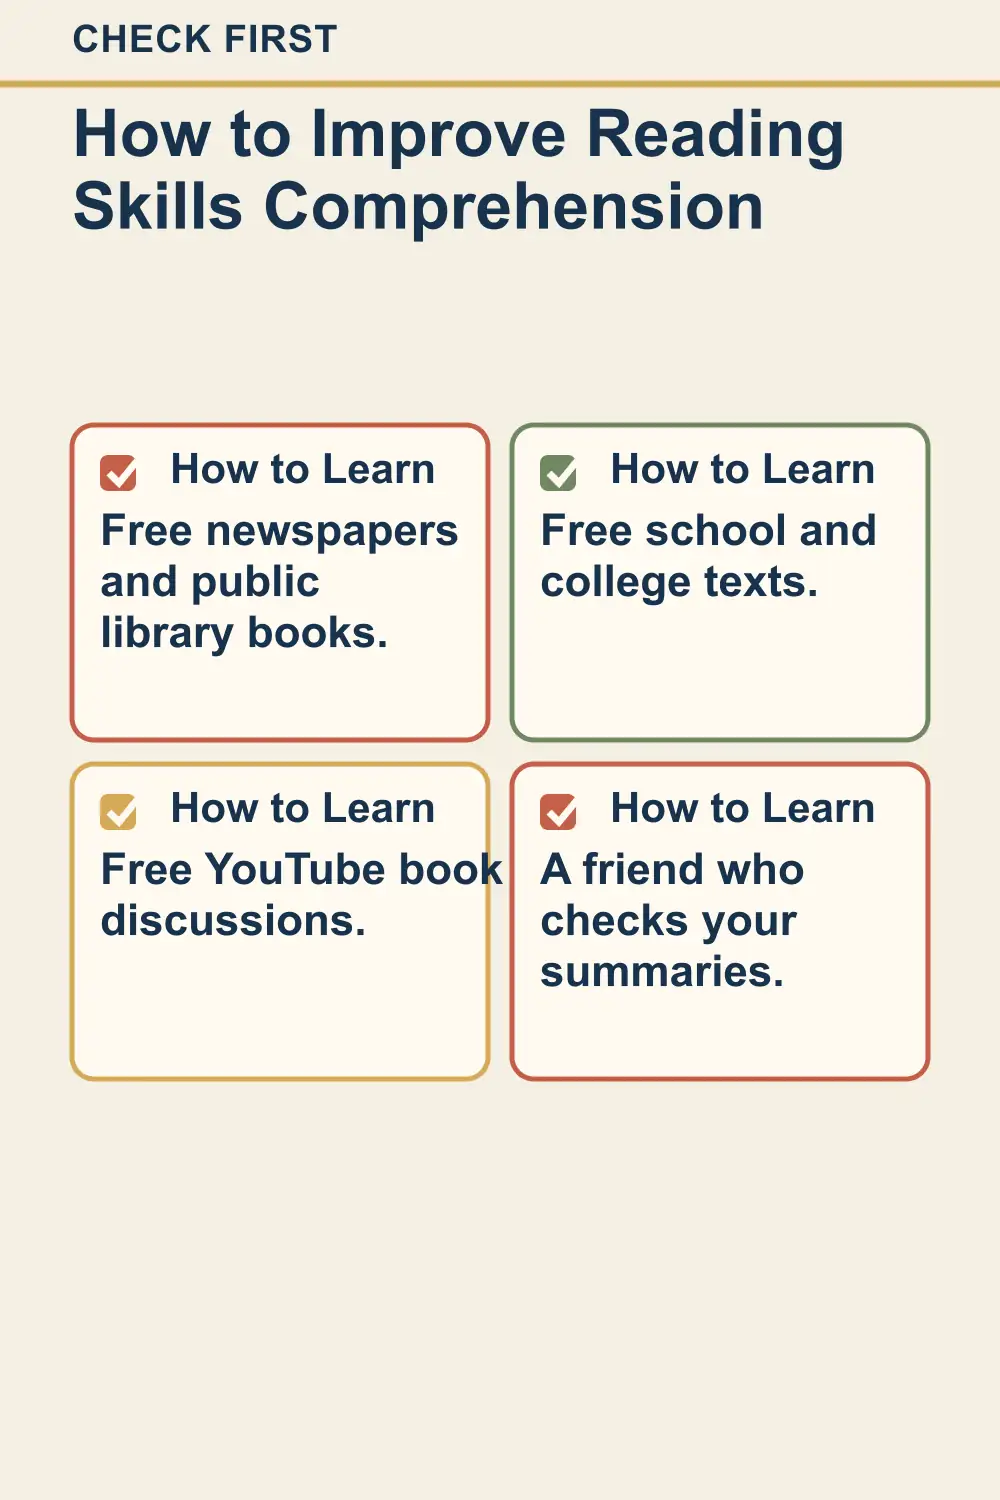 CHECK FIRST
How to Improve Reading
Skills Comprehension
How to Learn
Free newspapers
and public
library books.
How to Learn
Free school and
college texts.
How to Learn
Free YouTube book
discussions.
How to Learn
A friend who
checks your
summaries.